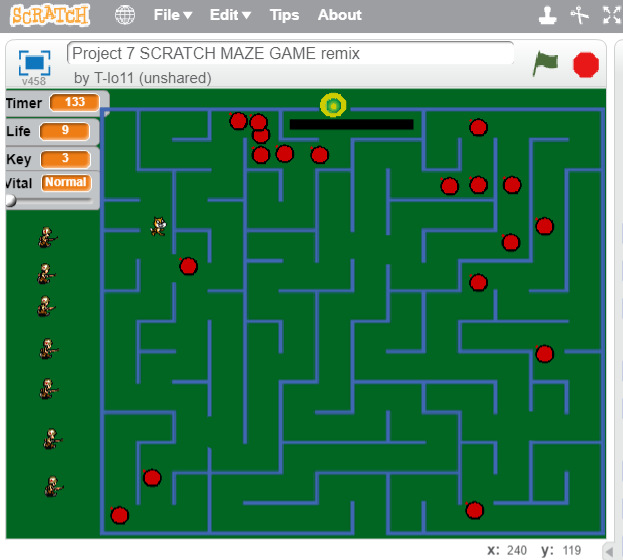 SCRATCH File Edit Tips About
Project 7 SCRATCH MAZE GAME remix
by T-lo11 (unshared)
v458
Timer 133
Life 9
Key 3
Vital Normal
x: 240 y: 119